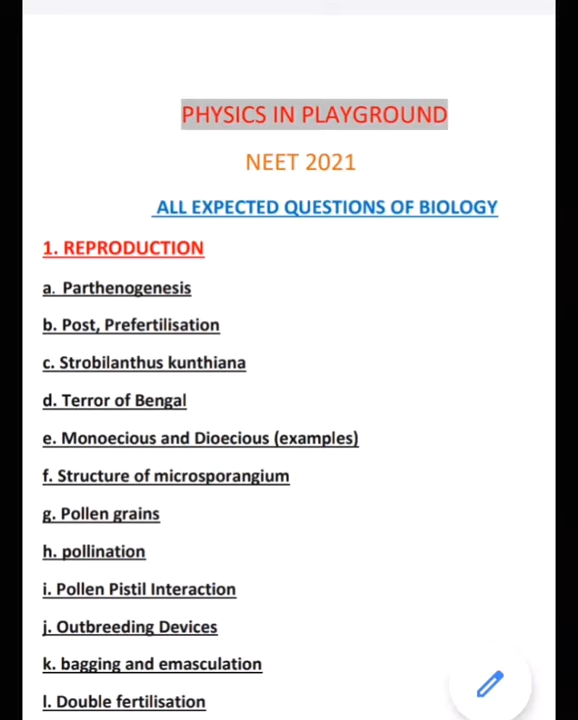 PHYSICS IN PLAYGROUND
NEET 2021
ALL EXPECTED QUESTIONS OF BIOLOGY
1. REPRODUCTION
a. Parthenogenesis
b. Post, Prefertilisation
c. Strobilanthus kunthiana
d. Terror of Bengal
e. Monoecious and Dioecious (examples)
f. Structure of microsporangium
g. Pollen grains
h. pollination
i. Pollen Pistil Interaction
j. Outbreeding Devices
k. bagging and emasculation
l. Double fertilisation